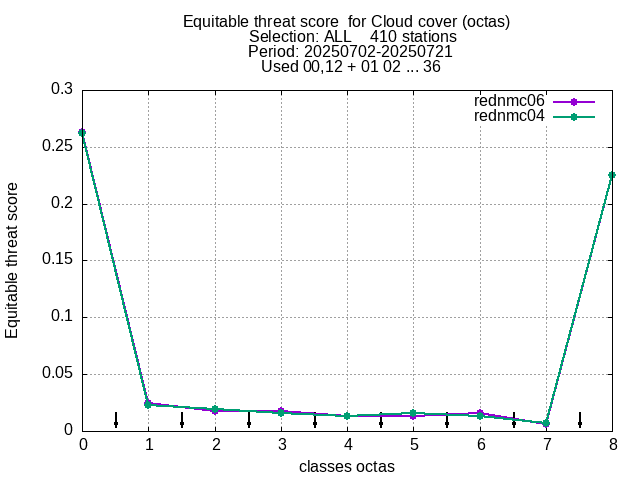 Equitable threat score  for Cloud cover (octas)
Selection: ALL    410 stations
Period: 20250702-20250721
Used 00,12 + 01 02 ... 36
rednmc06
rednmc04
0.3
0.25
0.2
0.15
0.1
0.05
0
Equitable threat score
0 1 2 3 4 5 6 7 8
classes octas